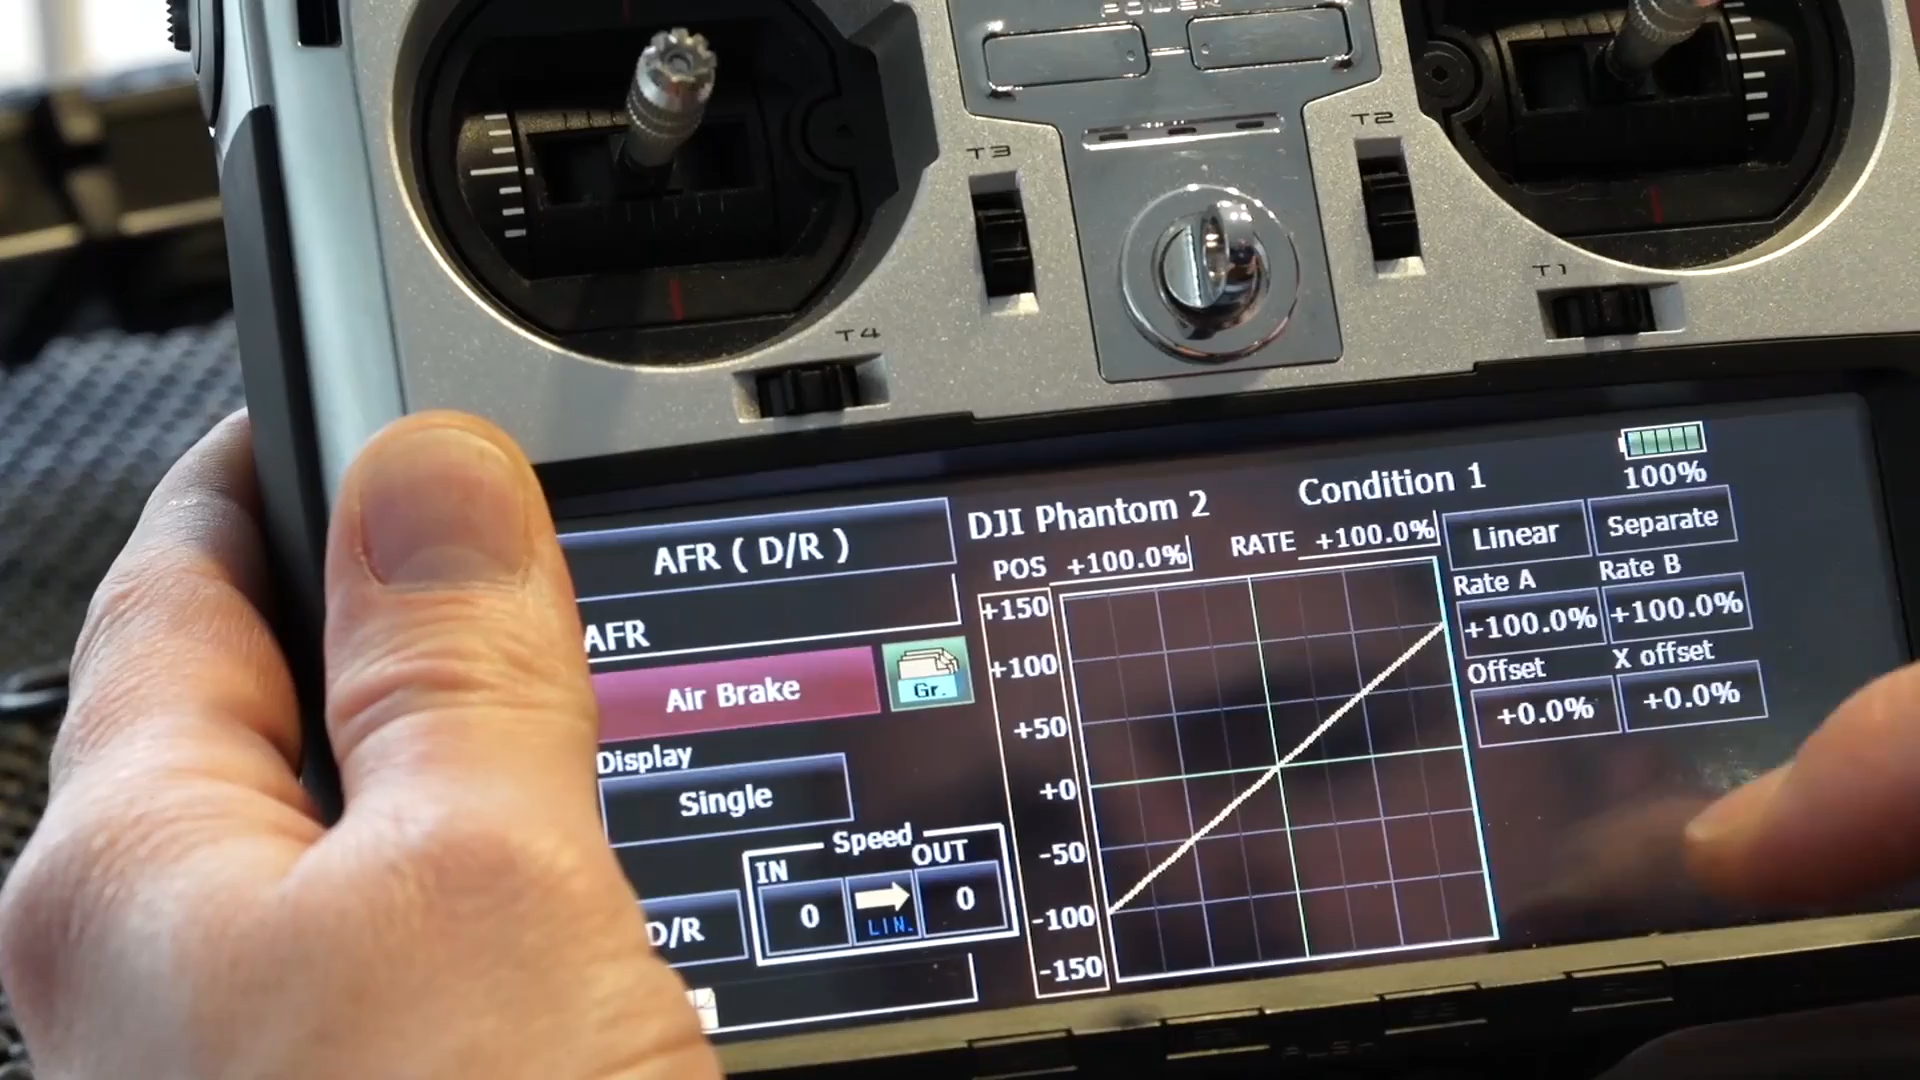 POWER
T3
T2
T1
T4
AFR ( D/R )
DJI Phantom 2
Condition 1
100%
POS +100.0%
RATE +100.0%
Linear
Separate
AFR
Rate A
Rate B
+100.0%
+100.0%
Air Brake
Gr.
Offset
X offset
+0.0%
+0.0%
Display
Single
Speed
IN
OUT
0
LIN.
0
D/R
+150
+100
+50
+0
-50
-100
-150